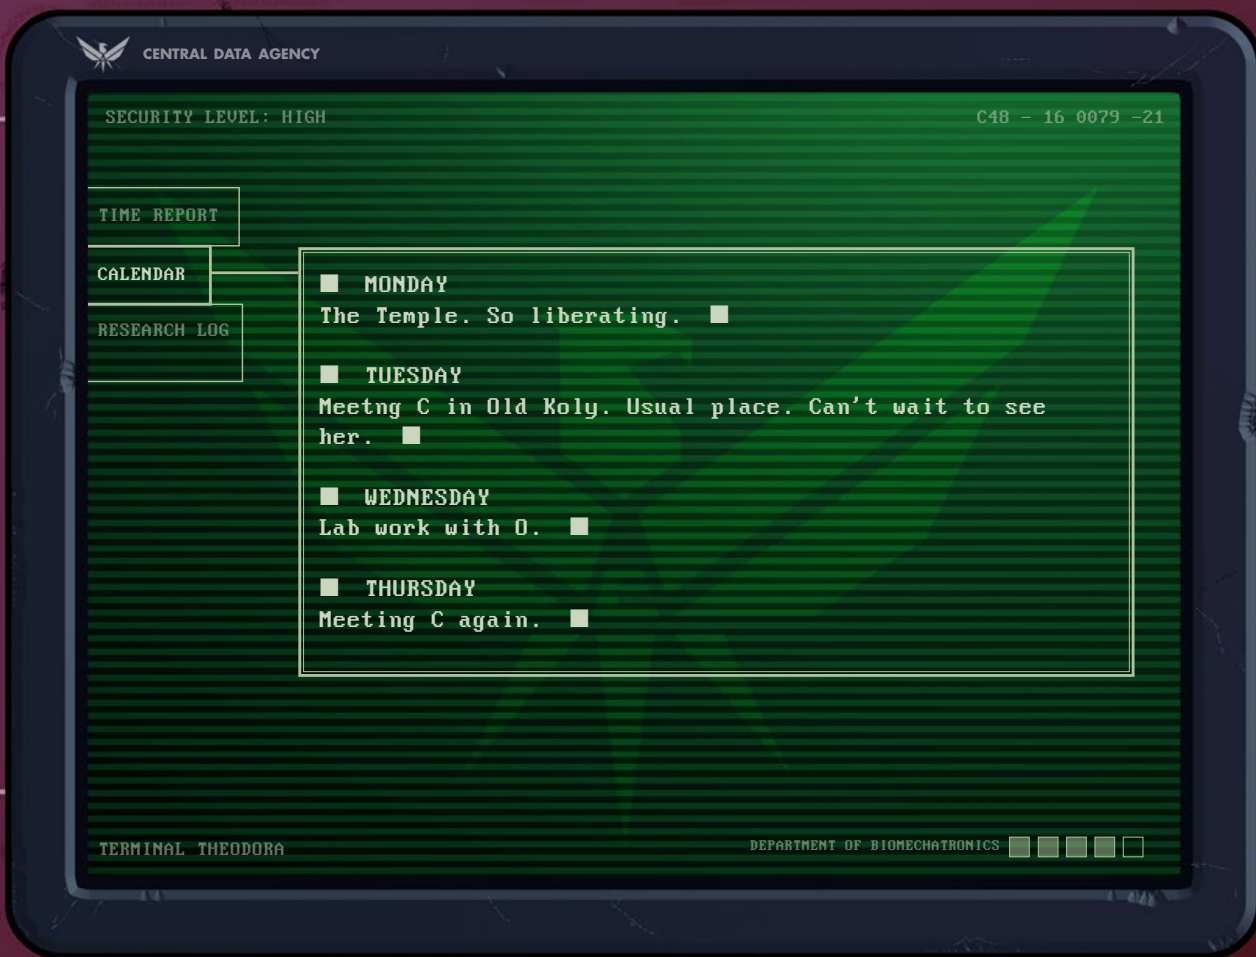 CENTRAL DATA AGENCY
SECURITY LEVEL: HIGH
C48 - 16 0079 -21
TIME REPORT
CALENDAR
RESEARCH LOG
MONDAY
The Temple. So liberating.
TUESDAY
Meetng C in Old Koly. Usual place. Can't wait to see
her.
WEDNESDAY
Lab work with O.
THURSDAY
Meeting C again.
TERMINAL THEODORA
DEPARTMENT OF BIOMECHATRONICS